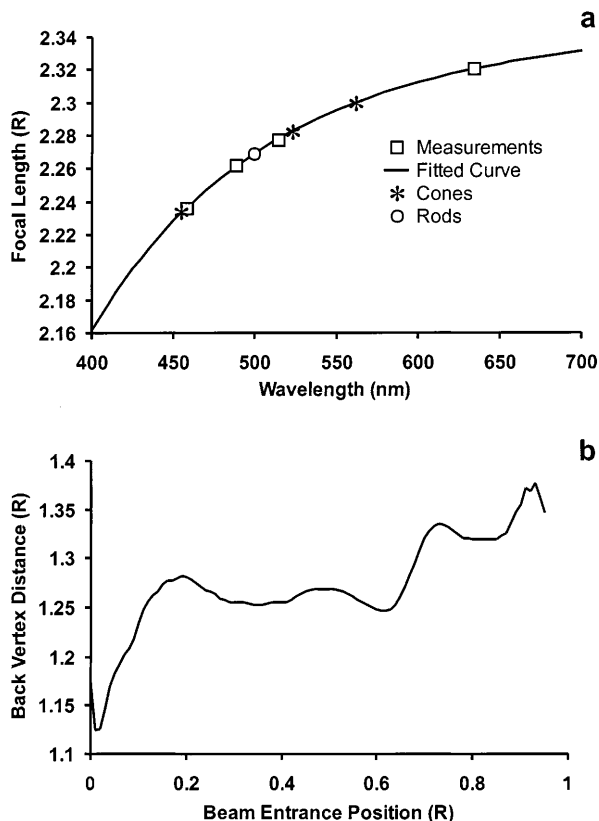 a
2.34
2.32
2.3
2.28
2.26
2.24
2.22
2.2
2.18
2.16
Focal Length (R)
Measurements
Fitted Curve
Cones
Rods
400 450 500 550 600 650 700
Wavelength (nm)
b
1.4
1.35
1.3
1.25
1.2
1.15
1.1
Back Vertex Distance (R)
0 0.2 0.4 0.6 0.8 1
Beam Entrance Position (R)